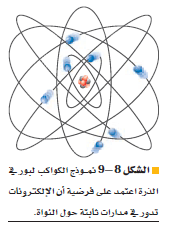 الشكل 8–9 نموذج الكواكب لبور في
الذرة اعتمد على فرضية أن الإلكترونات
تدور في مدارات ثابتة حول النواة.